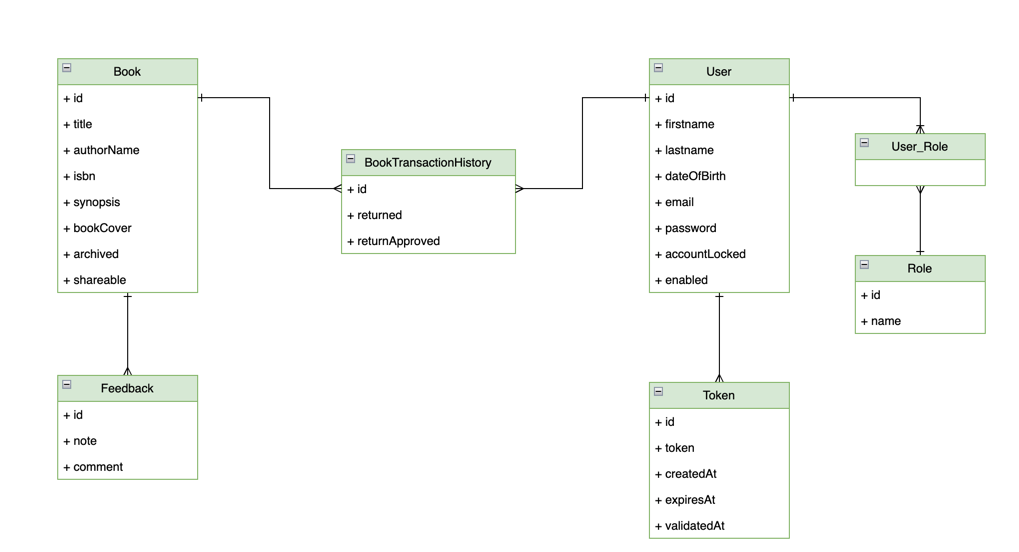 Book
+ id
+ title
+ authorName
+ isbn
+ synopsis
+ bookCover
+ archived
+ shareable
BookTransactionHistory
+ id
+ returned
+ returnApproved
User
+ id
+ firstname
+ lastname
+ dateOfBirth
+ email
+ password
+ accountLocked
+ enabled
User_Role
Role
+ id
+ name
Feedback
+ id
+ note
+ comment
Token
+ id
+ token
+ createdAt
+ expiresAt
+ validatedAt